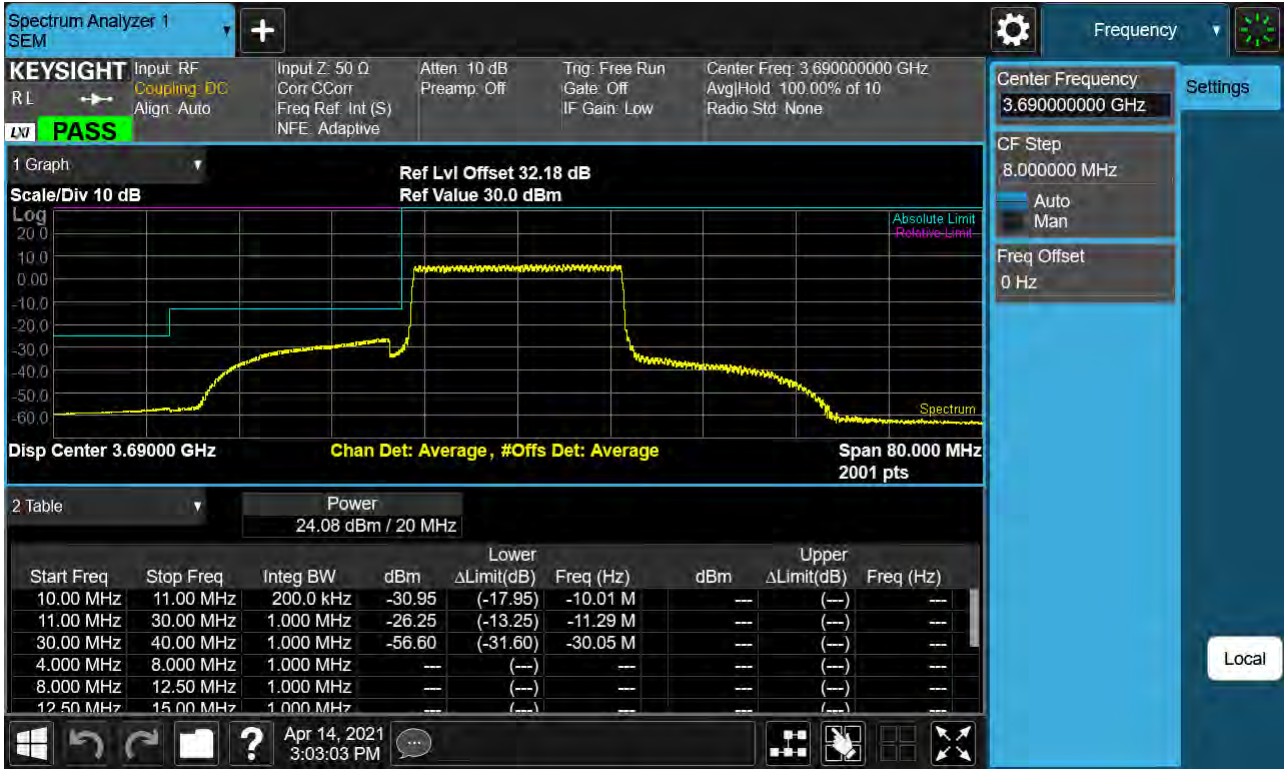 Spectrum Analyzer 1
SEM
+
Frequency
KEYSIGHT
R L
LXI
PASS
Input: RF
Coupling: DC
Align: Auto
Input Z: 50 Ω
Corr CCorr
Freq Ref: Int (S)
NFE: Adaptive
Atten: 10 dB
Preamp: Off
Trig: Free Run
Gate: Off
IF Gain: Low
Center Freq: 3.690000000 GHz
Avg|Hold: 100.00% of 10
Radio Std: None
Center Frequency
3.690000000 GHz
Settings
CF Step
8.000000 MHz
Auto
Man
Freq Offset
0 Hz
1 Graph
Scale/Div 10 dB
Ref Lvl Offset 32.18 dB
Ref Value 30.0 dBm
Log
Absolute Limit
Relative Limit
20.0
10.0
0.00
-10.0
-20.0
-30.0
-40.0
-50.0
-60.0
Spectrum
Disp Center 3.69000 GHz
Chan Det: Average , #Offs Det: Average
Span 80.000 MHz
2001 pts
2 Table
Power
24.08 dBm / 20 MHz
Lower Upper
Start Freq Stop Freq Integ BW dBm ΔLimit(dB) Freq (Hz) dBm ΔLimit(dB) Freq (Hz)
10.00 MHz 11.00 MHz 200.0 kHz -30.95 (-17.95) -10.01 M --- (---) ---
11.00 MHz 30.00 MHz 1.000 MHz -26.25 (-13.25) -11.29 M --- (---) ---
30.00 MHz 40.00 MHz 1.000 MHz -56.60 (-31.60) -30.05 M --- (---) ---
4.000 MHz 8.000 MHz 1.000 MHz --- (---) --- --- (---) ---
8.000 MHz 12.50 MHz 1.000 MHz --- (---) --- --- (---) ---
12.50 MHz 15.00 MHz 1.000 MHz --- (---) --- --- (---) ---
Local
?
Apr 14, 2021
3:03:03 PM